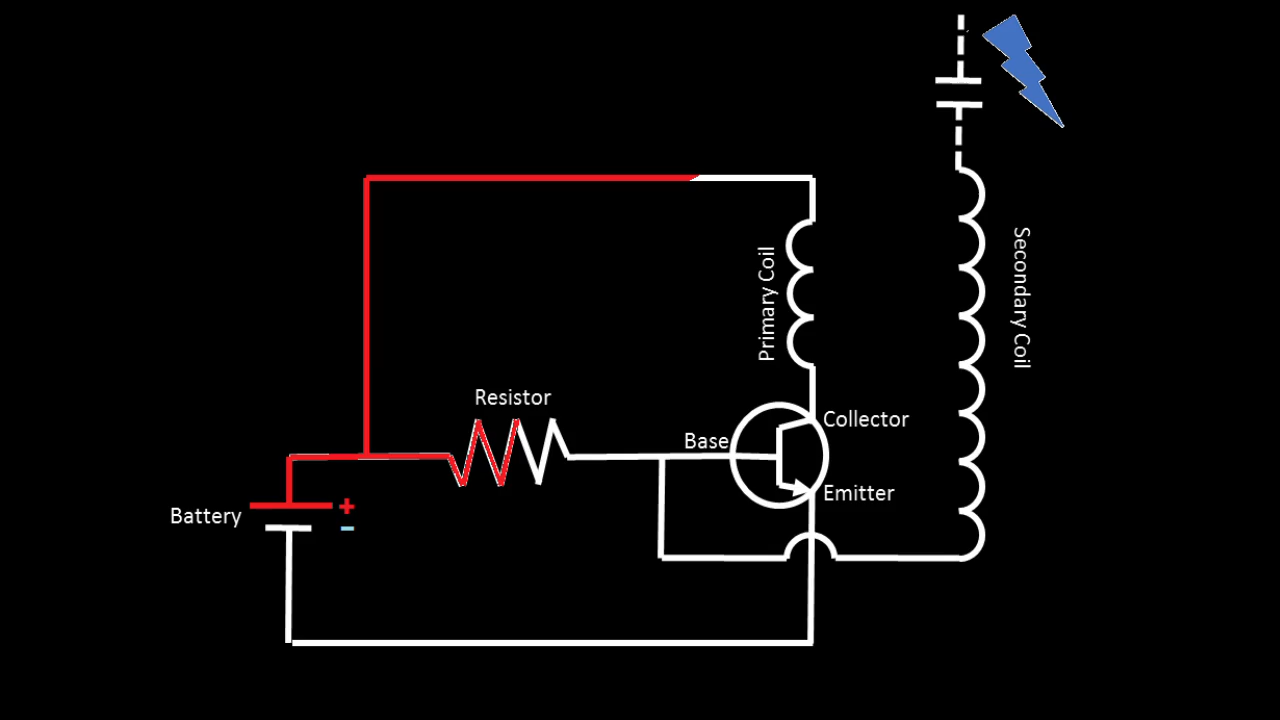 Secondary Coil
Primary Coil
Resistor
Collector
Base
Emitter
Battery
+
-